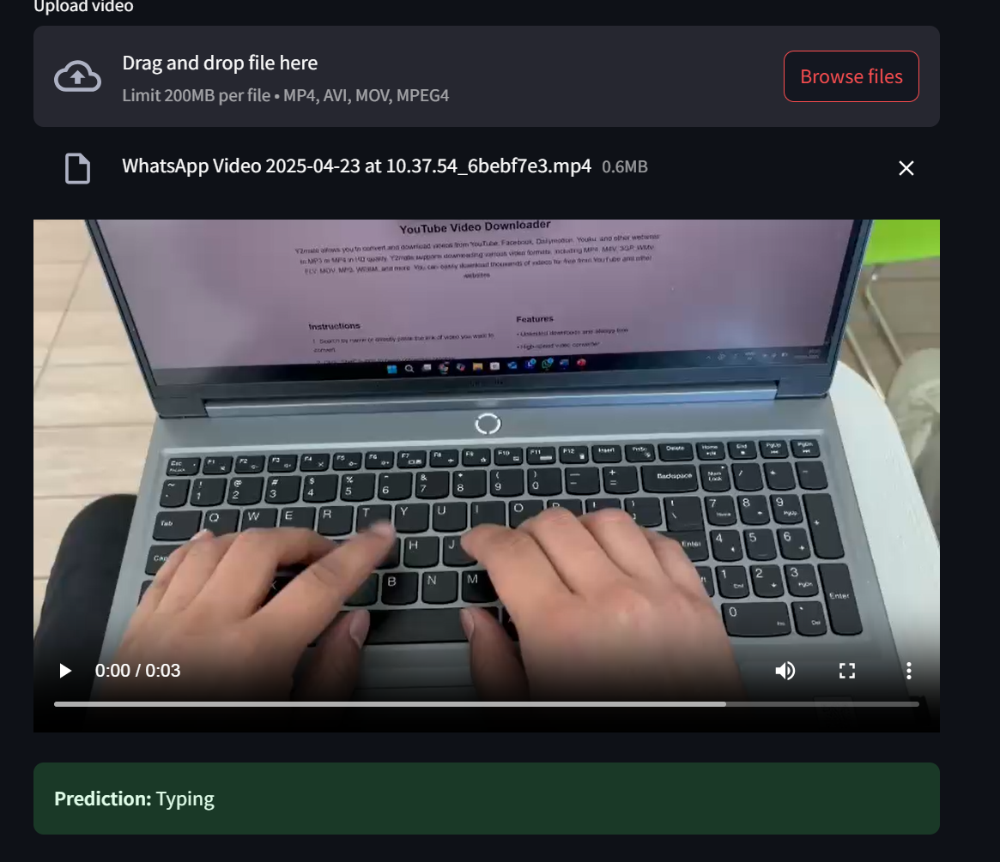 Upload video
Drag and drop file here
Limit 200MB per file • MP4, AVI, MOV, MPEG4
Browse files
WhatsApp Video 2025-04-23 at 10.37.54_6bebf7e3.mp4 0.6MB
YouTube Video Downloader
Y2mate allows you to convert and download videos from YouTube, Facebook, Dailymotion, Youku, and other websites
to MP3 or MP4 in HD quality. Y2mate supports downloading various video formats, including MP4, M4V, 3GP, WMV,
FLV, MOV, MP3, WEBM, and more. You can easily download thousands of videos for free from YouTube and other
websites.
Instructions
1. Search by name or directly paste the link of video you want to
convert
Features
• Unlimited downloads and always free
• High-speed video converter
Esc F1 F2 F3 F4 F5 F6 F7 F8 F9 F10 F11 F12 Insert PrtSc Delete Home End PgUp PgDn
~ ! @ # $ % ^ & * ( ) — +
1 2 3 4 5 6 7 8 9 0 - = Backspace Num Lock / * -
Tab Q W E R T Y U I O 7 Home 8 9 PgUp +
H J Enter 4 5 6
B N M 1 End 2 3 PgDn Enter
0 Ins . Del
0:00 / 0:03
Prediction: Typing